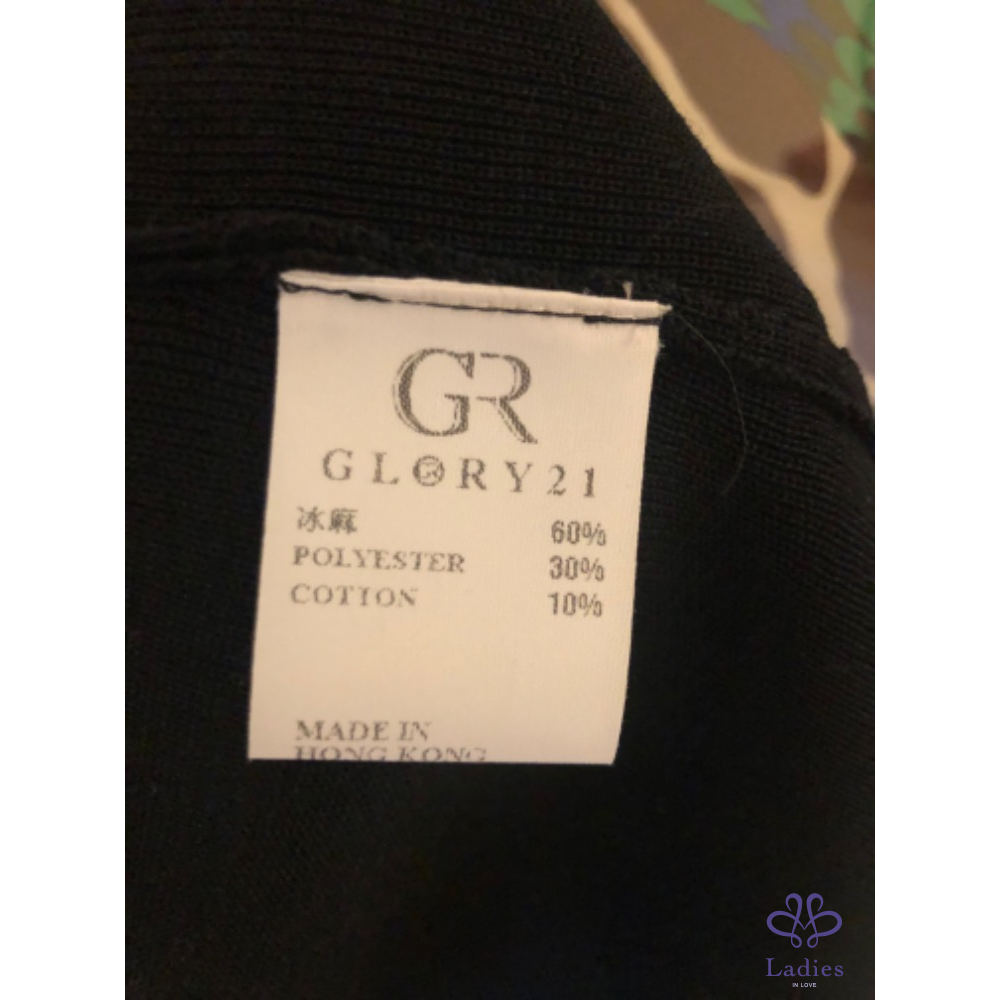 GR
GLORY21
冰麻 60%
POLYESTER 30%
COTTON 10%
MADE IN
HONG KONG
Ladies
IN LOVE